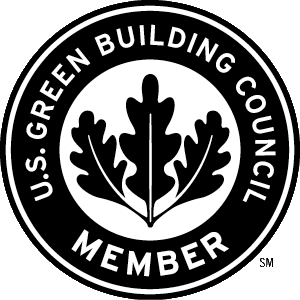 U.S. GREEN BUILDING COUNCIL
MEMBER
SM